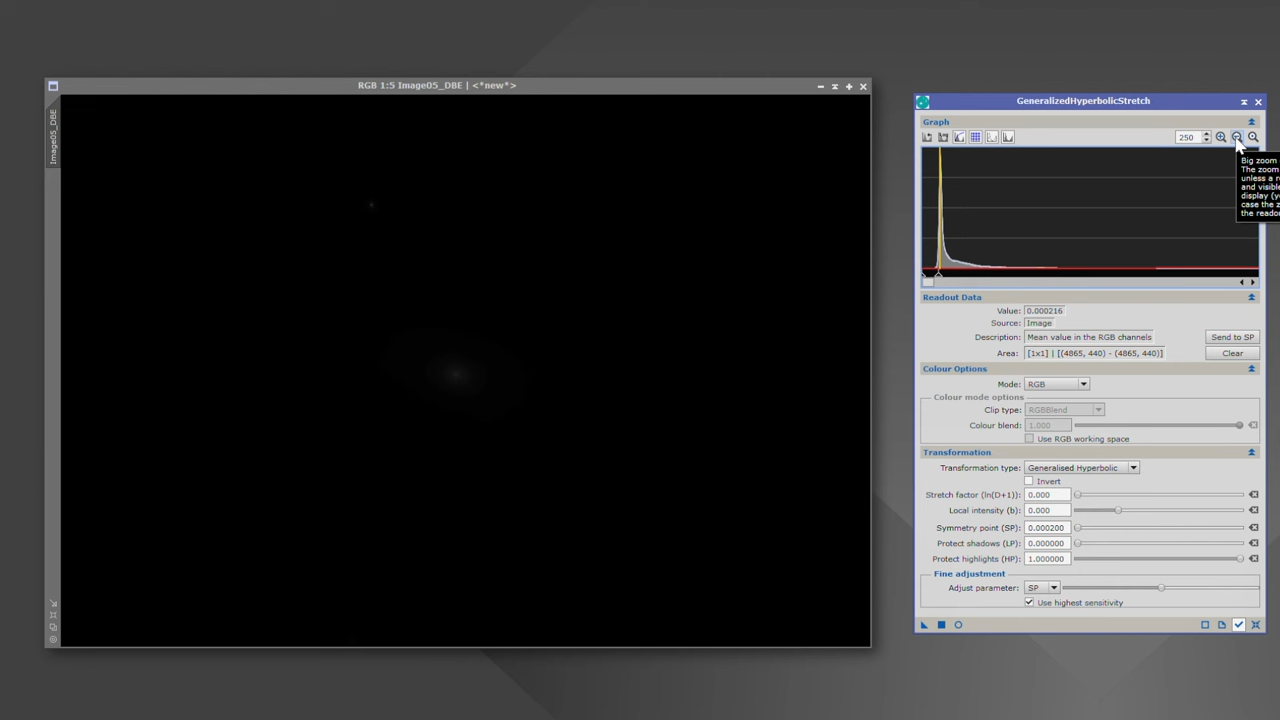 RGB 1:5 Image05_DBE | <*new*>
Image05_DBE
GeneralizedHyperbolicStretch
Graph
250
Big zoom
The zoom
unless a r
and visible
display (y
case the z
the reado
Readout Data
Value: 0.000216
Source: Image
Description: Mean value in the RGB channels Send to SP
Area: [1x1] | [(4865, 440) - (4865, 440)] Clear
Colour Options
Mode: RGB
Colour mode options
Clip type: RGBBlend
Colour blend: 1.000
Use RGB working space
Transformation
Transformation type: Generalised Hyperbolic
Invert
Stretch factor (ln(D+1)): 0.000
Local intensity (b): 0.000
Symmetry point (SP): 0.000200
Protect shadows (LP): 0.000000
Protect highlights (HP): 1.000000
Fine adjustment
Adjust parameter: SP
Use highest sensitivity